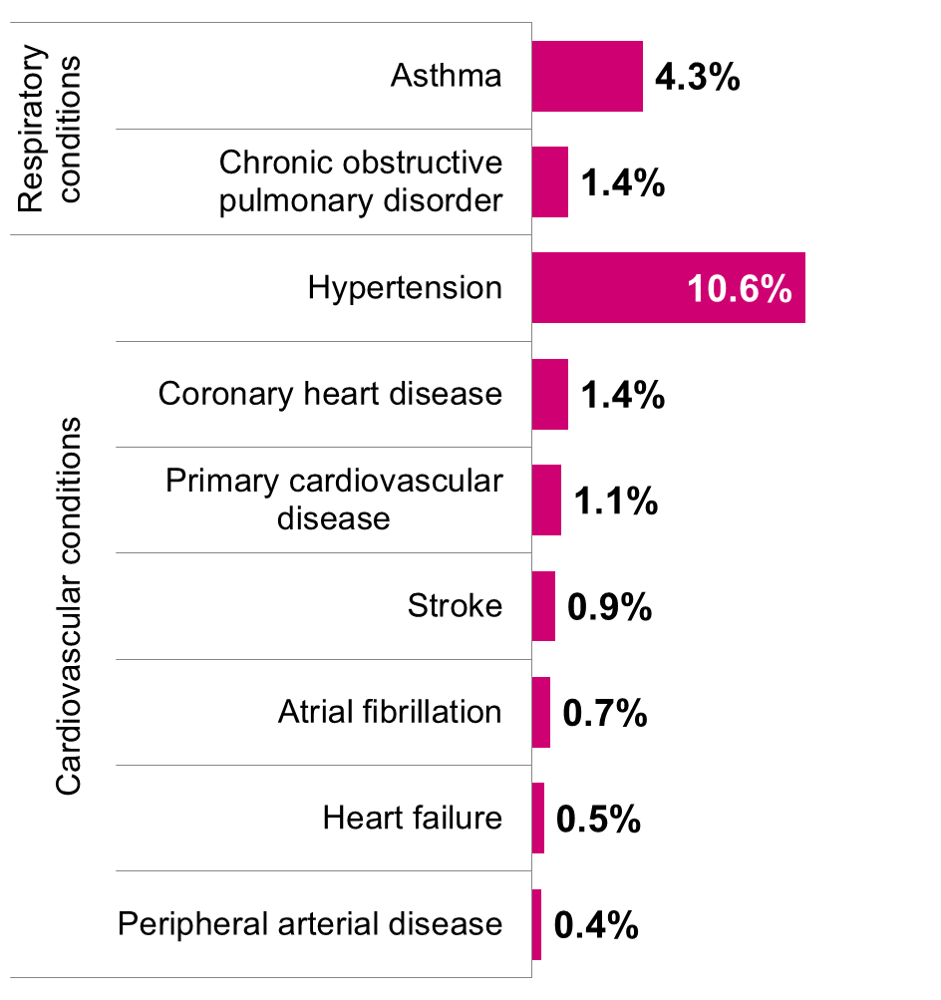 Respiratory
conditions
Asthma
4.3%
Chronic obstructive
pulmonary disorder
1.4%
Cardiovascular conditions
Hypertension
10.6%
Coronary heart disease
1.4%
Primary cardiovascular
disease
1.1%
Stroke
0.9%
Atrial fibrillation
0.7%
Heart failure
0.5%
Peripheral arterial disease
0.4%